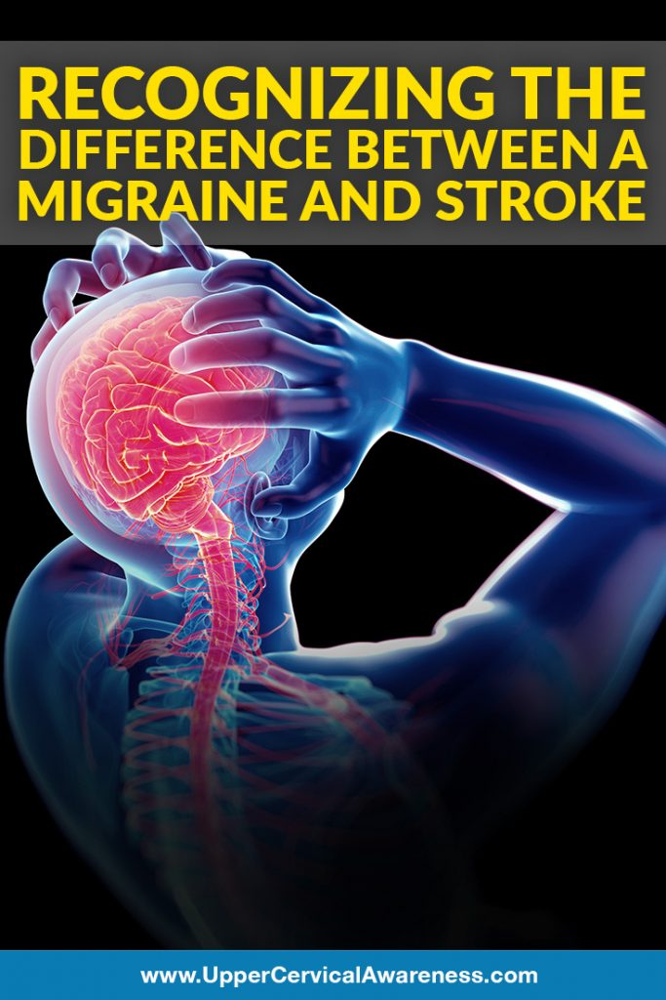 RECOGNIZING THE
DIFFERENCE BETWEEN A
MIGRAINE AND STROKE
www.UpperCervicalAwareness.com